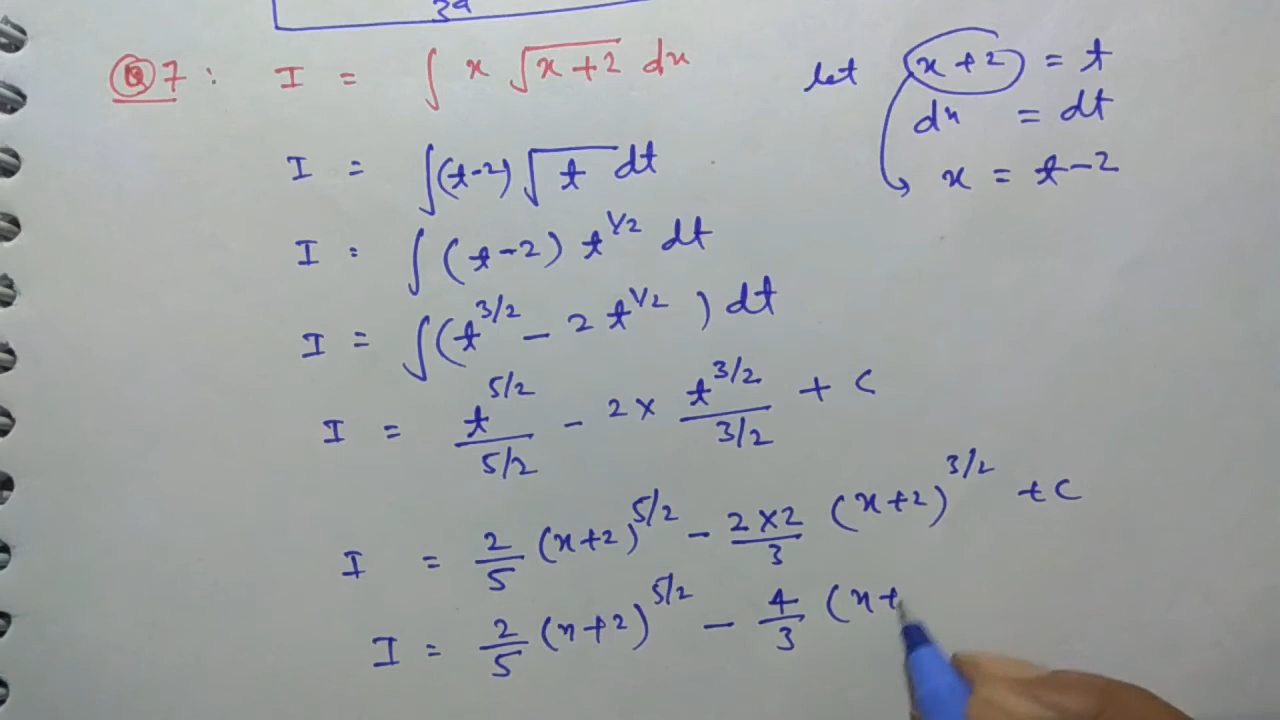 3a
Q7 : I = ∫ x √(x+2) dx
let x+2 = t
dx = dt
x = t-2
I = ∫(t-2) √t dt
I = ∫ (t-2) t^1/2 dt
I = ∫(t^3/2 - 2 t^1/2 ) dt
I = t^5/2 / 5/2 - 2 × t^3/2 / 3/2 + c
I = 2/5 (x+2)^5/2 - 2×2/3 (x+2)^3/2 + c
I = 2/5 (x+2)^5/2 - 4/3 (x+